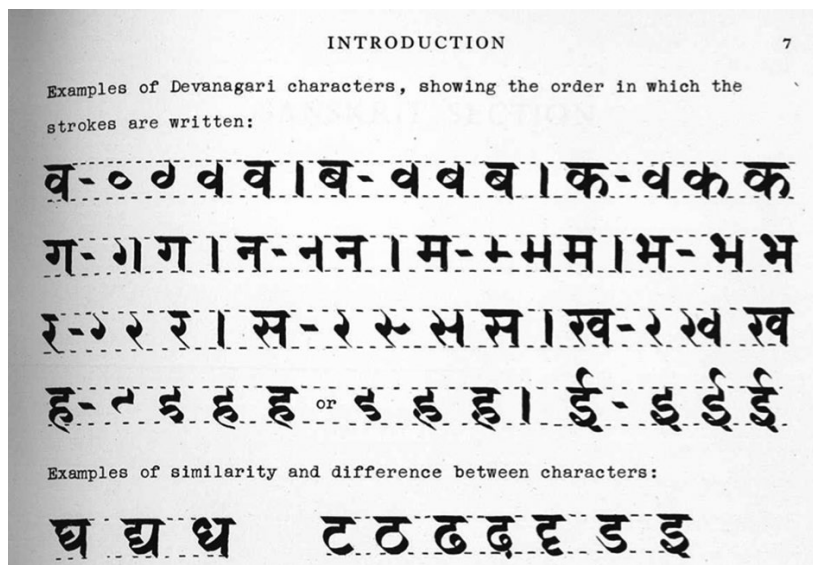 INTRODUCTION 7
Examples of Devanagari characters, showing the order in which the
strokes are written:
व - व व । ब - व ब ब । क - व क क
ग - ग । न - न न । म - म । भ - भ भ
र - र र । स - र स स । ख - र ख ख
ह - इ ह ह or ह ह । ई - इ ई ई
Examples of similarity and difference between characters:
घ द्य ध ट ठ ढ ढ़ दृ ड इ